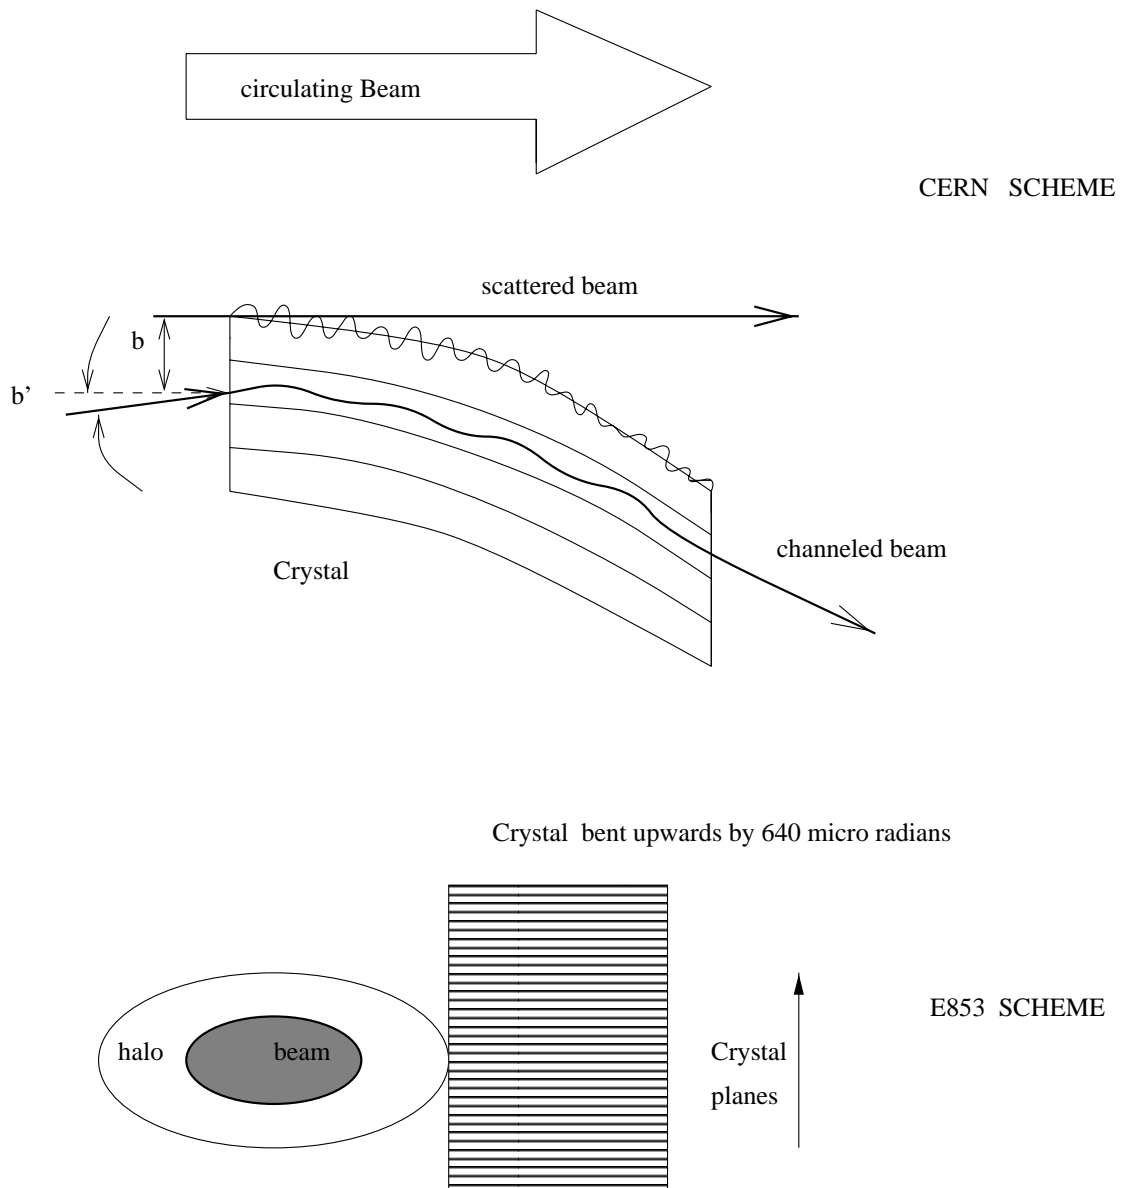 circulating Beam
CERN SCHEME
scattered beam
b
b’
channeled beam
Crystal
Crystal bent upwards by 640 micro radians
E853 SCHEME
halo
beam
Crystal
planes